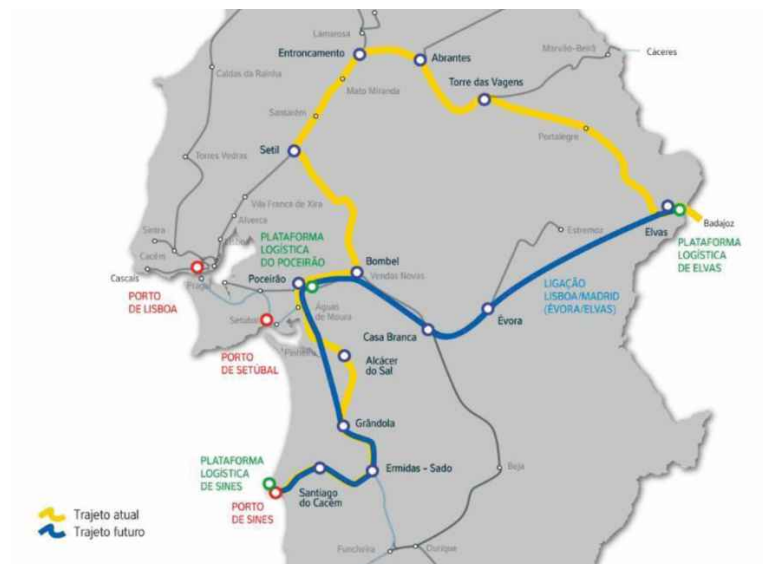 Lamarosa
Entroncamento
Abrantes
Marvão-Beirã
Cáceres
Caldas da Rainha
Mato Miranda
Torre das Vagens
Santarém
Portalegre
Setil
Torres Vedras
Vila Franca de Xira
Alverca
Sintra
PLATAFORMA
LOGÍSTICA
DO POCEIRÃO
Estremoz
Elvas
Badajoz
PLATAFORMA
LOGÍSTICA
DE ELVAS
Cacém
Cascais
Bombel
Vendas Novas
Poceirão
PORTO
DE LISBOA
Pragal
Águas
de Moura
Setúbal
LIGAÇÃO
LISBOA/MADRID
(ÉVORA/ELVAS)
Évora
Casa Branca
PORTO
DE SETÚBAL
Pinheiro
Alcácer
do Sal
Grândola
PLATAFORMA
LOGÍSTICA
DE SINES
Ermidas – Sado
Beja
Santiago
do Cacém
PORTO
DE SINES
Trajeto atual
Trajeto futuro
Funcheira
Ourique